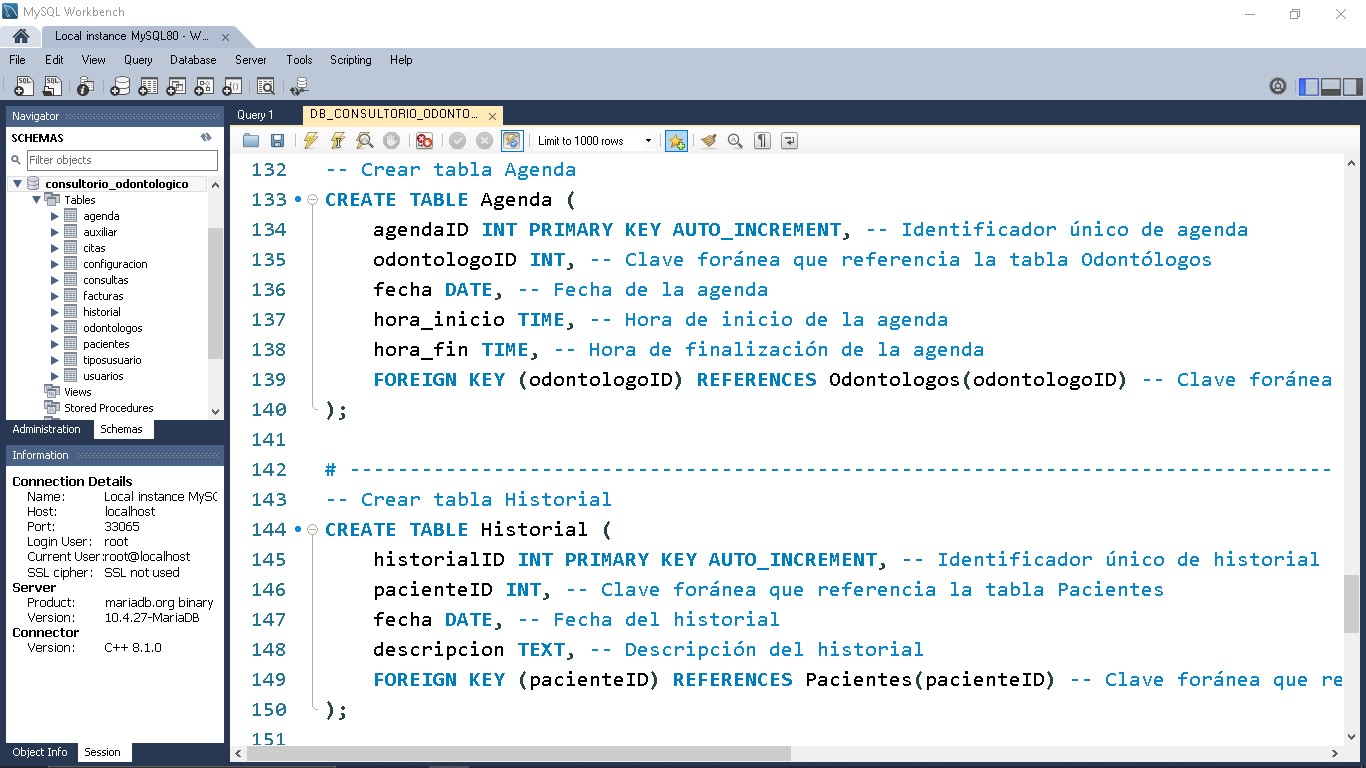 MySQL Workbench
Local instance MySQL80 - W...
File Edit View Query Database Server Tools Scripting Help
Navigator
SCHEMAS
Filter objects
consultorio_odontologico
Tables
agenda
auxiliar
citas
configuracion
consultas
facturas
historial
odontologos
pacientes
tiposusuario
usuarios
Views
Stored Procedures
Administration Schemas
Information
Connection Details
Name: Local instance MySC
Host: localhost
Port: 33065
Login User: root
Current User: root@localhost
SSL cipher: SSL not used
Server
Product: mariadb.org binary
Version: 10.4.27-MariaDB
Connector
Version: C++ 8.1.0
Object Info Session
Query 1 DB_CONSULTORIO_ODONTO...
Limit to 1000 rows
132 -- Crear tabla Agenda
133 CREATE TABLE Agenda (
134 agendaID INT PRIMARY KEY AUTO_INCREMENT, -- Identificador único de agenda
135 odontologoID INT, -- Clave foránea que referencia la tabla Odontólogos
136 fecha DATE, -- Fecha de la agenda
137 hora_inicio TIME, -- Hora de inicio de la agenda
138 hora_fin TIME, -- Hora de finalización de la agenda
139 FOREIGN KEY (odontologoID) REFERENCES Odontologos(odontologoID) -- Clave foránea
140 );
141
142 # ----------------------------------------------------------------------------------
143 -- Crear tabla Historial
144 CREATE TABLE Historial (
145 historialID INT PRIMARY KEY AUTO_INCREMENT, -- Identificador único de historial
146 pacienteID INT, -- Clave foránea que referencia la tabla Pacientes
147 fecha DATE, -- Fecha del historial
148 descripcion TEXT, -- Descripción del historial
149 FOREIGN KEY (pacienteID) REFERENCES Pacientes(pacienteID) -- Clave foránea que re
150 );
151